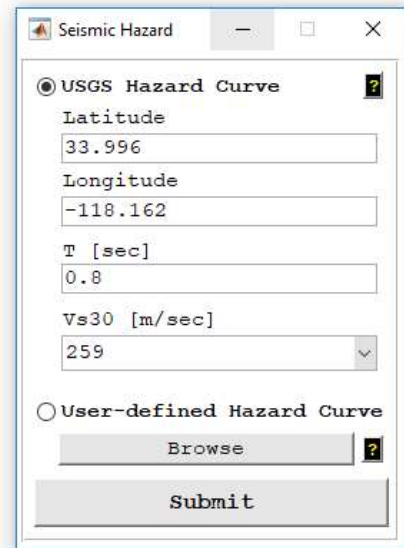 Seismic Hazard
USGS Hazard Curve ?
Latitude
33.996
Longitude
-118.162
T [sec]
0.8
Vs30 [m/sec]
259
User-defined Hazard Curve
Browse ?
Submit